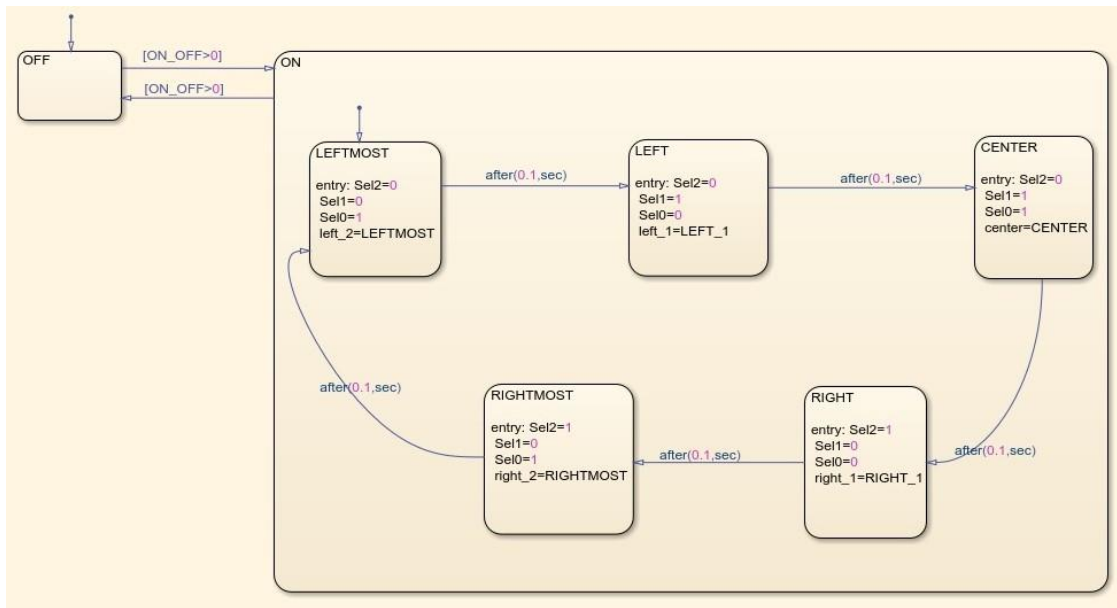 OFF
[ON_OFF>0]
[ON_OFF>0]
ON
LEFTMOST
entry: Sel2=0
Sel1=0
Sel0=1
left_2=LEFTMOST
after(0.1,sec)
LEFT
entry: Sel2=0
Sel1=1
Sel0=0
left_1=LEFT_1
after(0.1,sec)
CENTER
entry: Sel2=0
Sel1=1
Sel0=1
center=CENTER
after(0.1,sec)
RIGHT
entry: Sel2=1
Sel1=0
Sel0=0
right_1=RIGHT_1
after(0.1,sec)
RIGHTMOST
entry: Sel2=1
Sel1=0
Sel0=1
right_2=RIGHTMOST
after(0.1,sec)